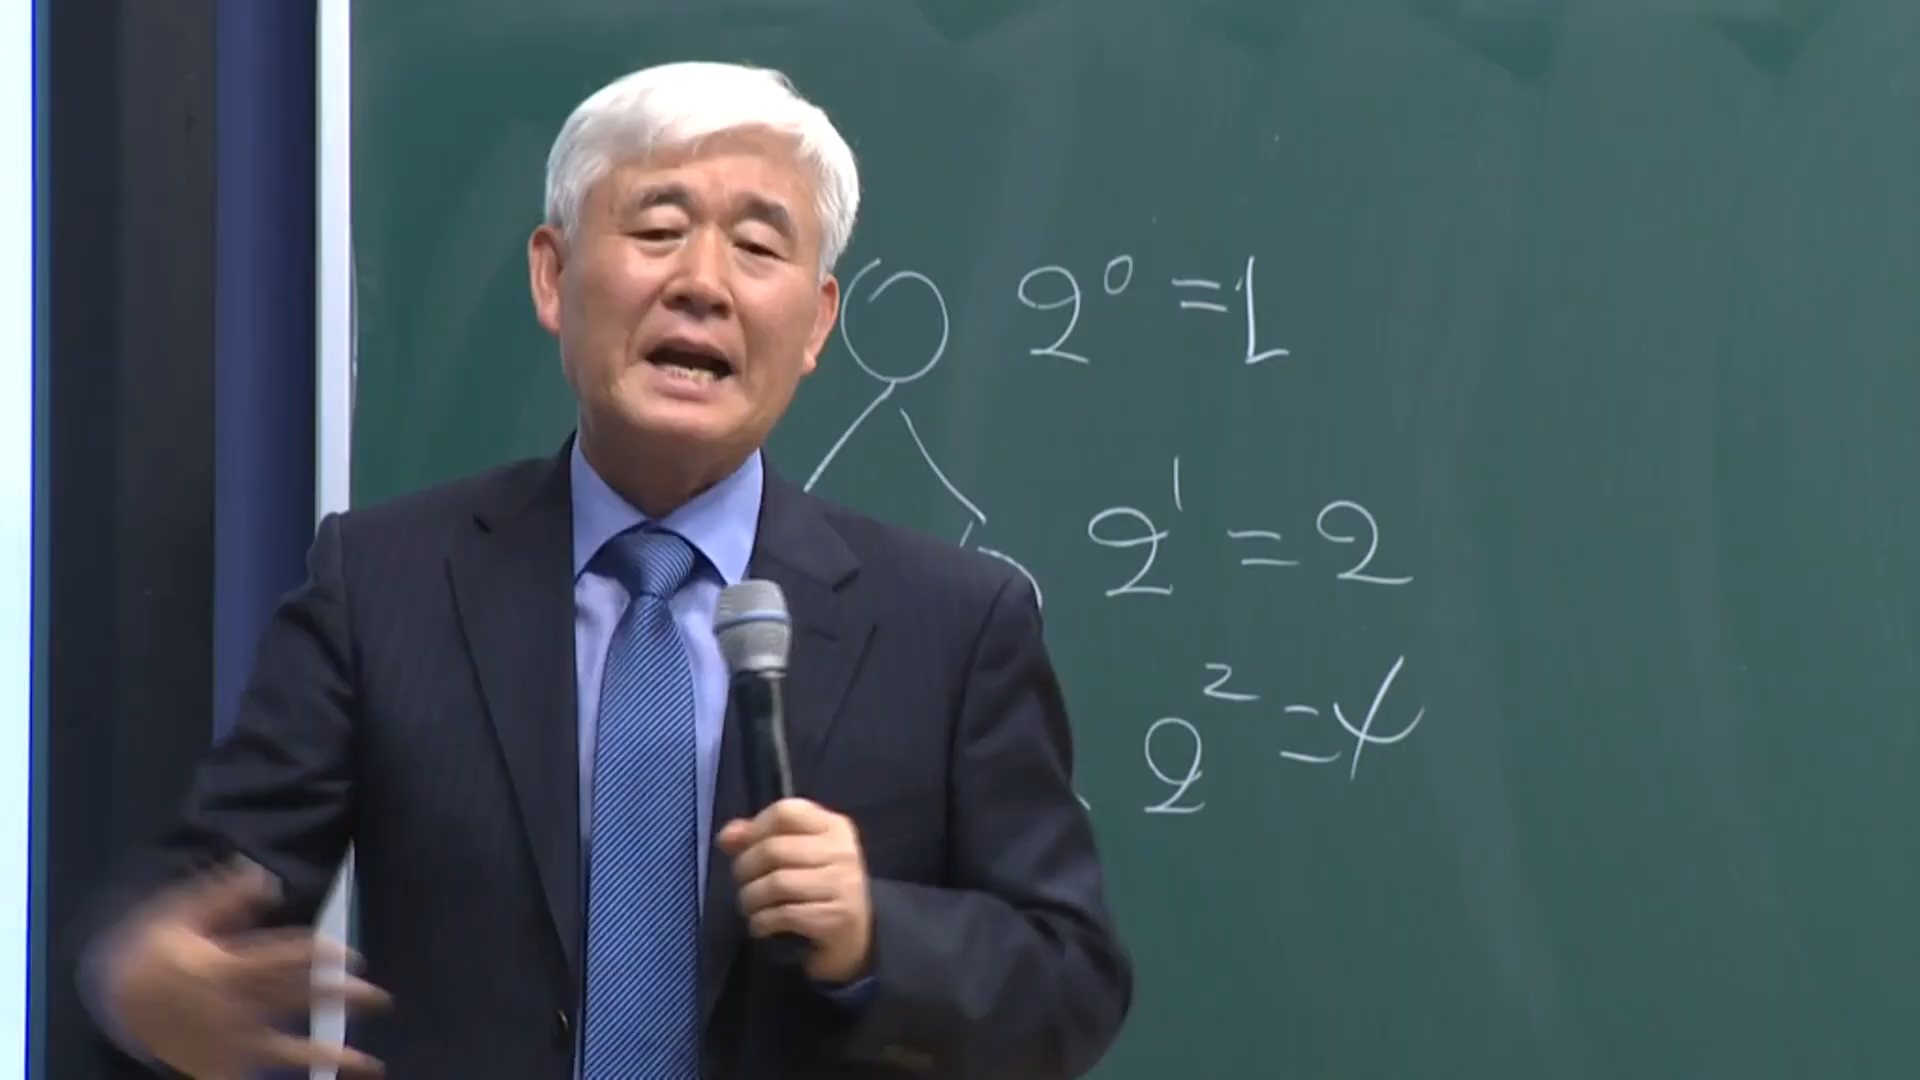 2⁰ = 1
2¹ = 2
2² = 4